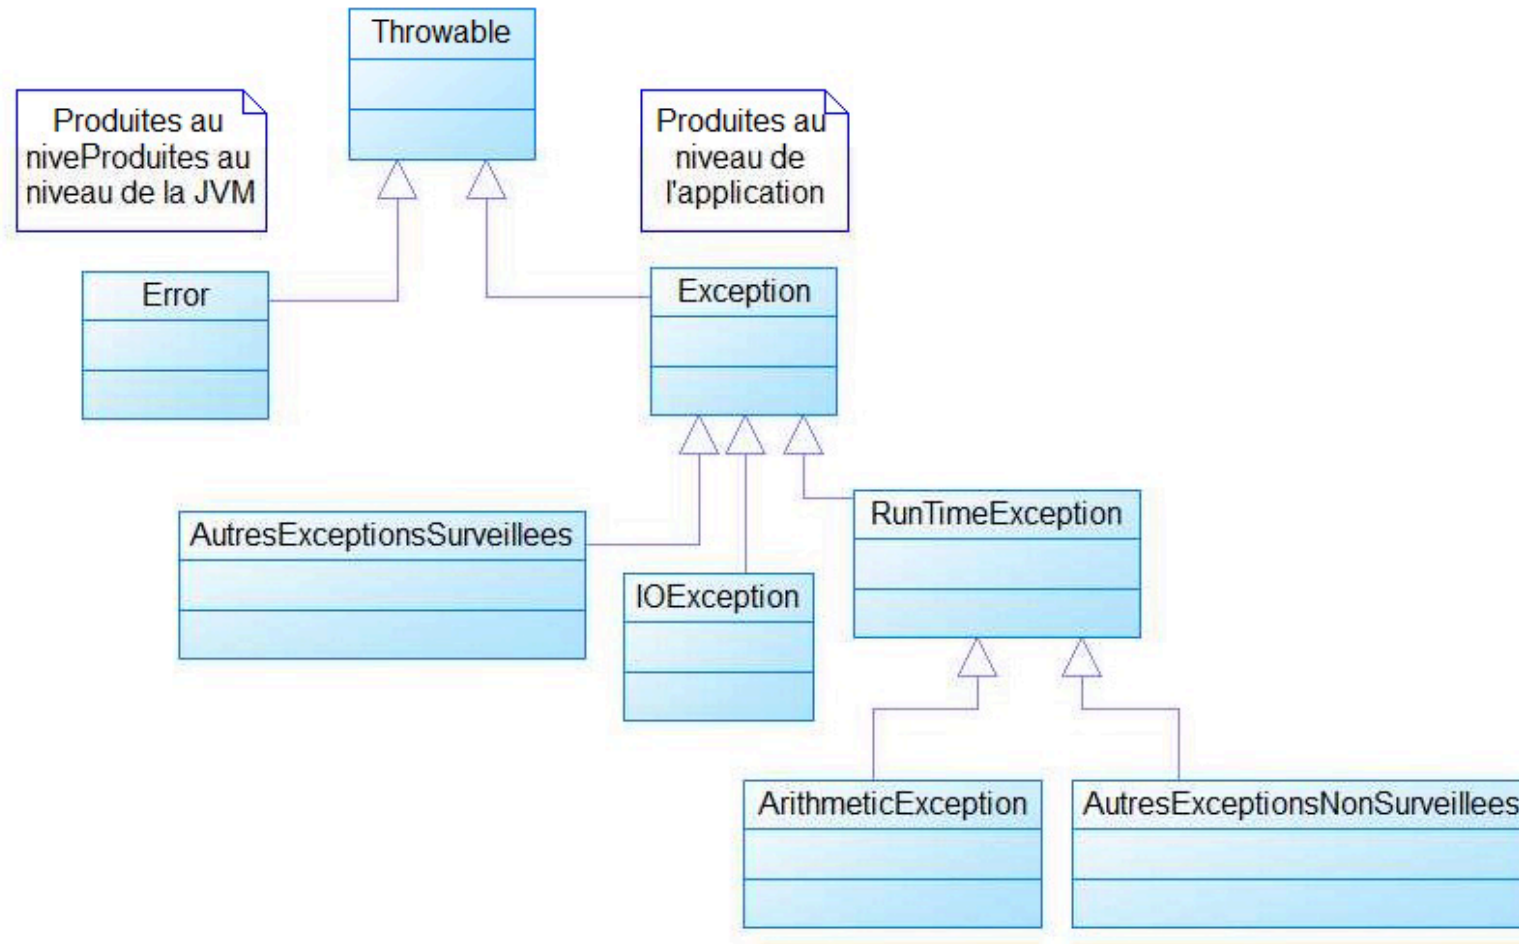 Throwable
Produites au
niveProduites au
niveau de la JVM
Produites au
niveau de
l'application
Error
Exception
AutresExceptionsSurveillees
IOException
RunTimeException
ArithmeticException
AutresExceptionsNonSurveillees